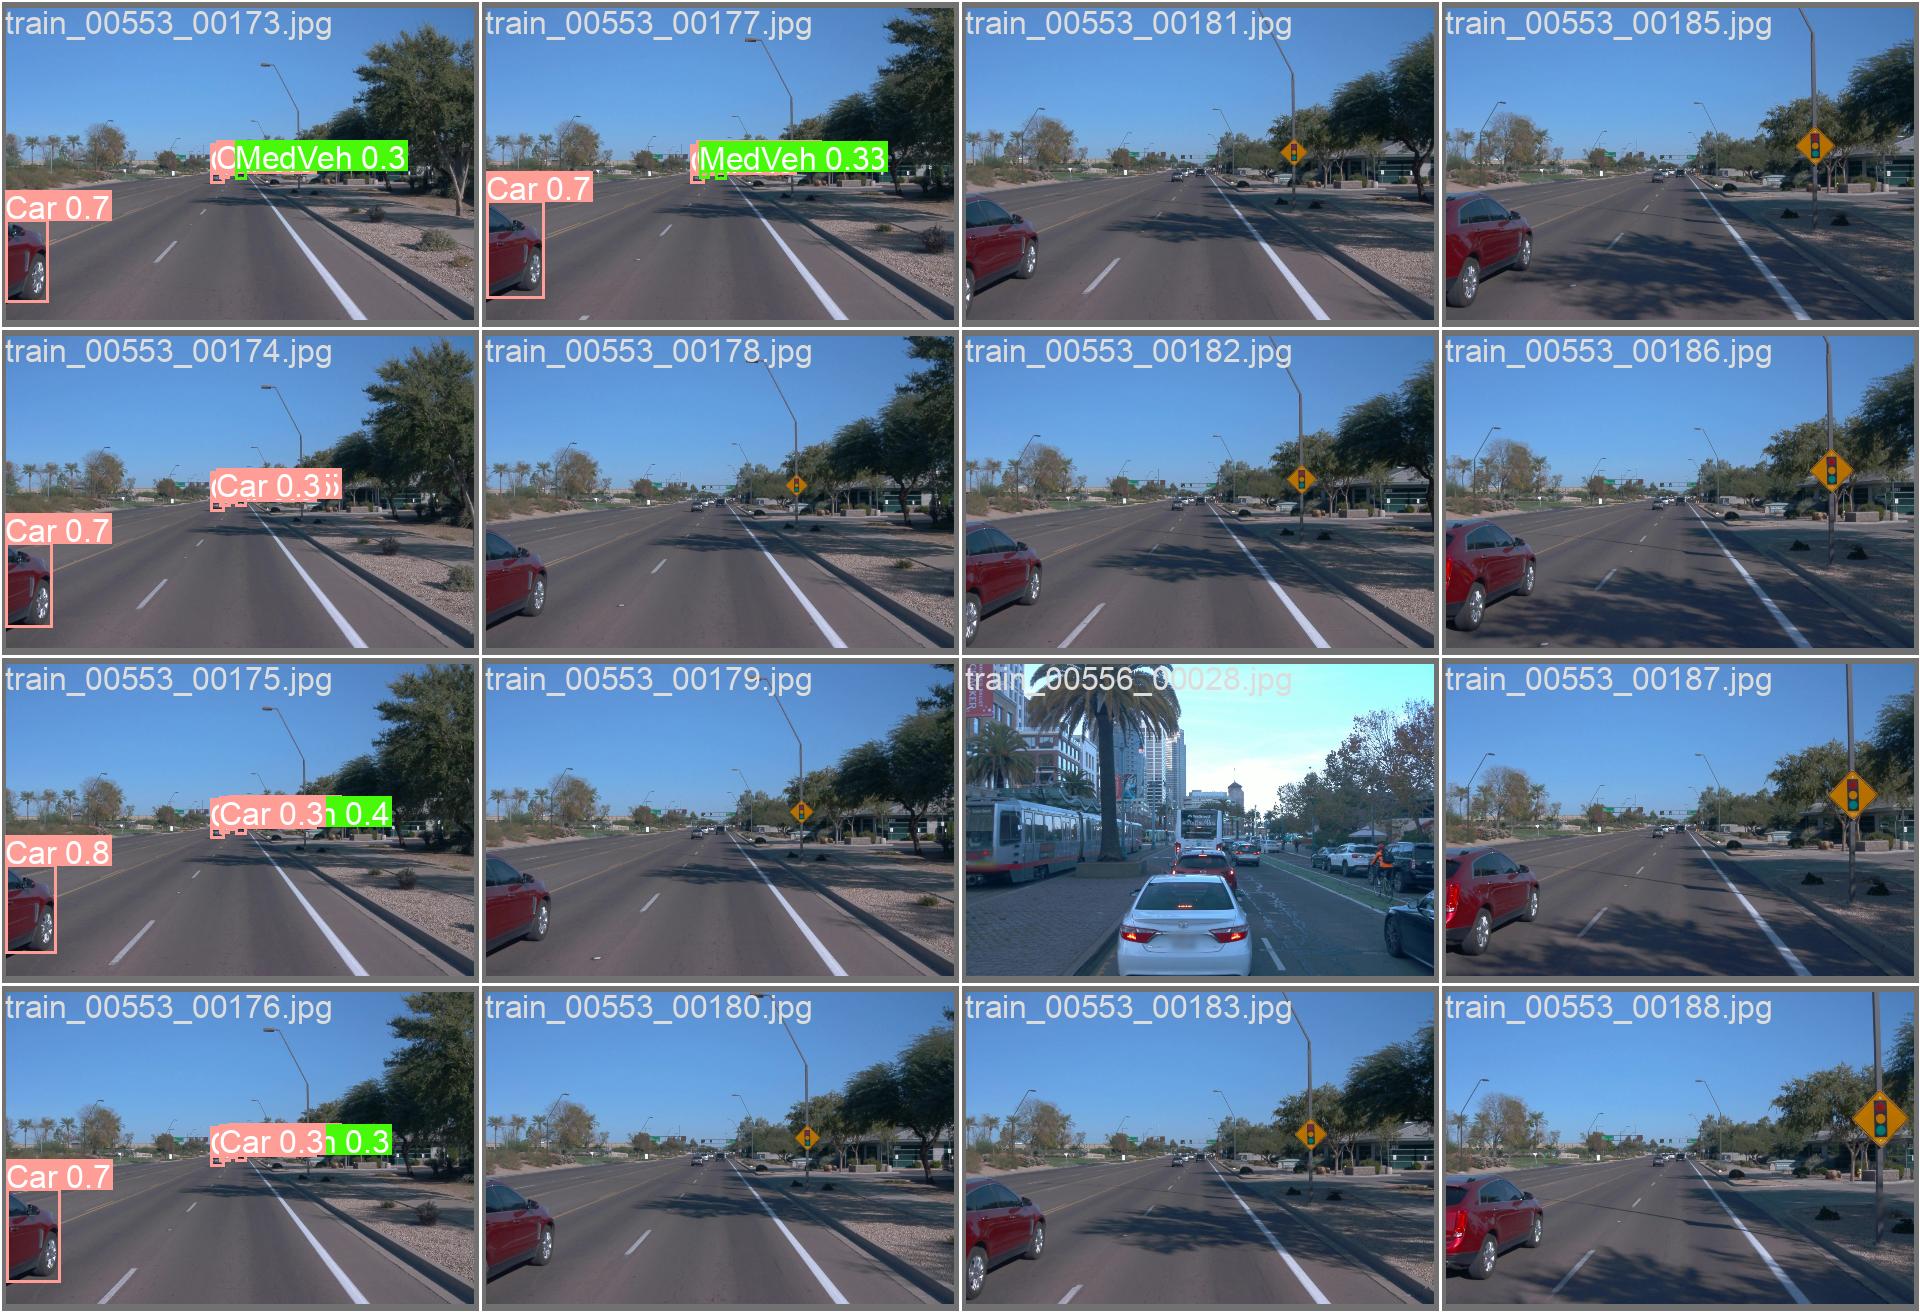 train_00553_00173.jpg
MedVeh 0.3
Car 0.7
train_00553_00177.jpg
MedVeh 0.33
Car 0.7
train_00553_00181.jpg
train_00553_00185.jpg
train_00553_00174.jpg
Car 0.3
Car 0.7
train_00553_00178.jpg
train_00553_00182.jpg
train_00553_00186.jpg
train_00553_00175.jpg
Car 0.3
0.4
Car 0.8
train_00553_00179.jpg
train_00556_00028.jpg
train_00553_00187.jpg
train_00553_00176.jpg
Car 0.3
0.3
Car 0.7
train_00553_00180.jpg
train_00553_00183.jpg
train_00553_00188.jpg